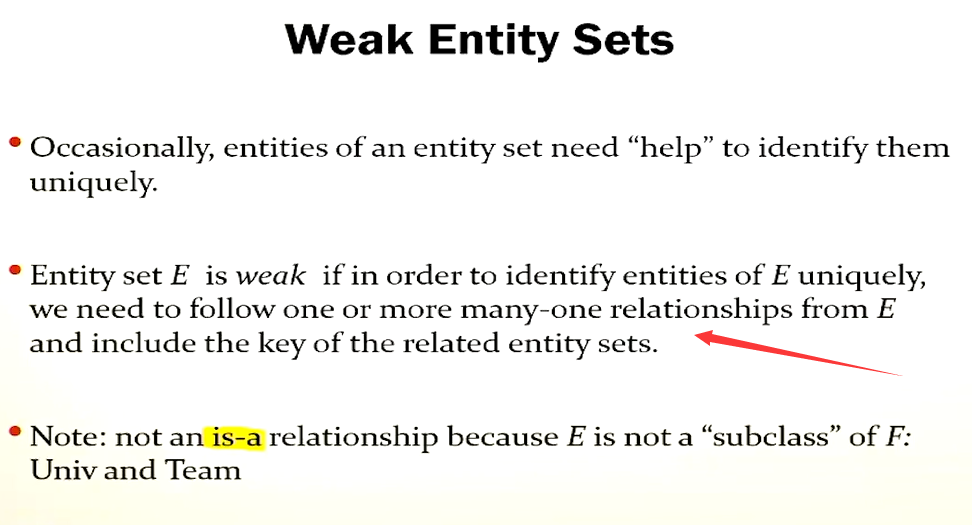 Weak Entity Sets
• Occasionally, entities of an entity set need “help” to identify them
uniquely.
• Entity set E is weak if in order to identify entities of E uniquely,
we need to follow one or more many-one relationships from E
and include the key of the related entity sets.
• Note: not an is-a relationship because E is not a “subclass” of F:
Univ and Team